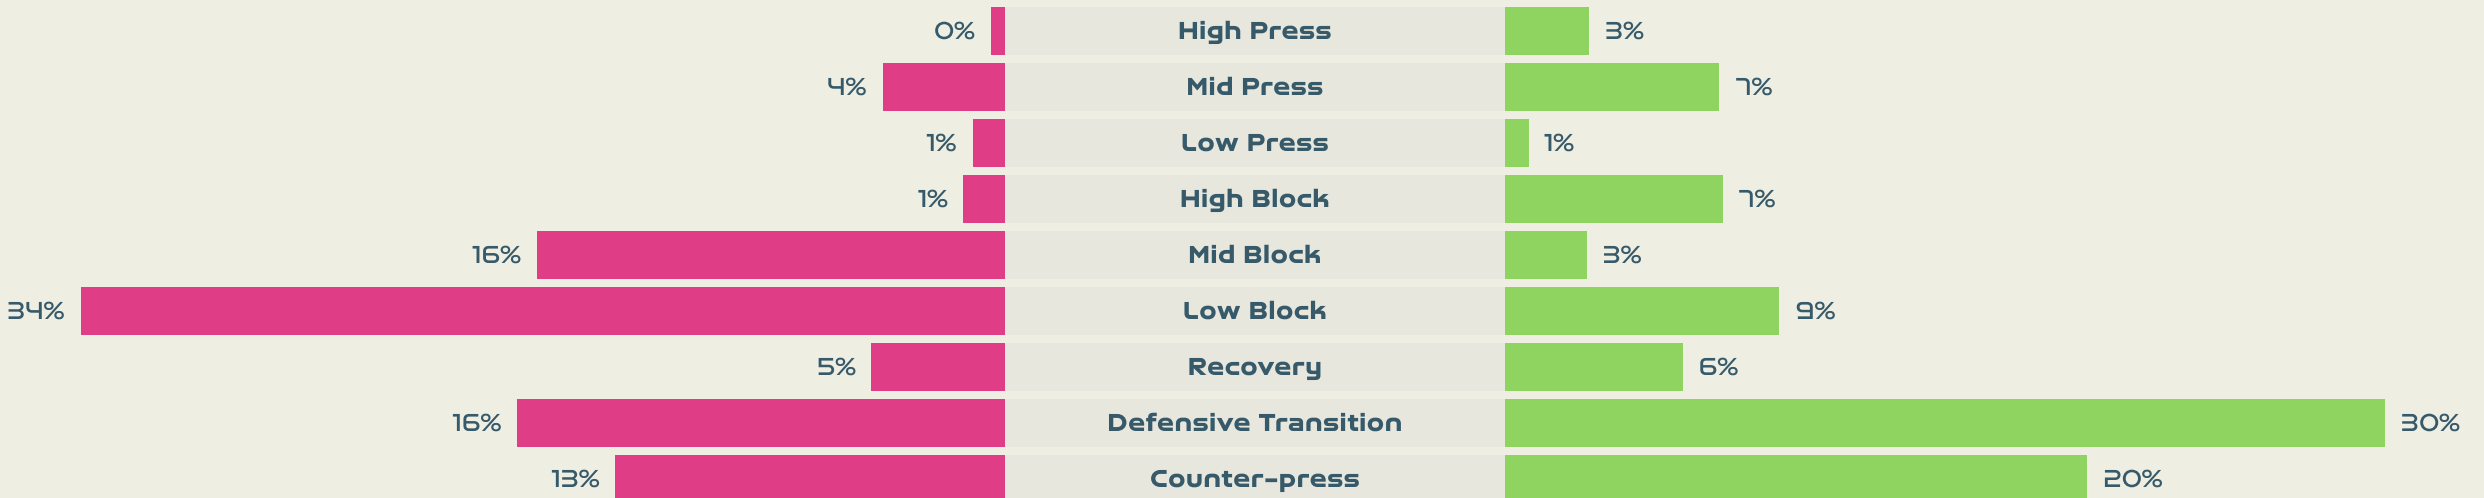 0% High Press 3%
4% Mid Press 7%
1% Low Press 1%
1% High Block 7%
16% Mid Block 3%
34% Low Block 9%
5% Recovery 6%
16% Defensive Transition 30%
13% Counter-press 20%